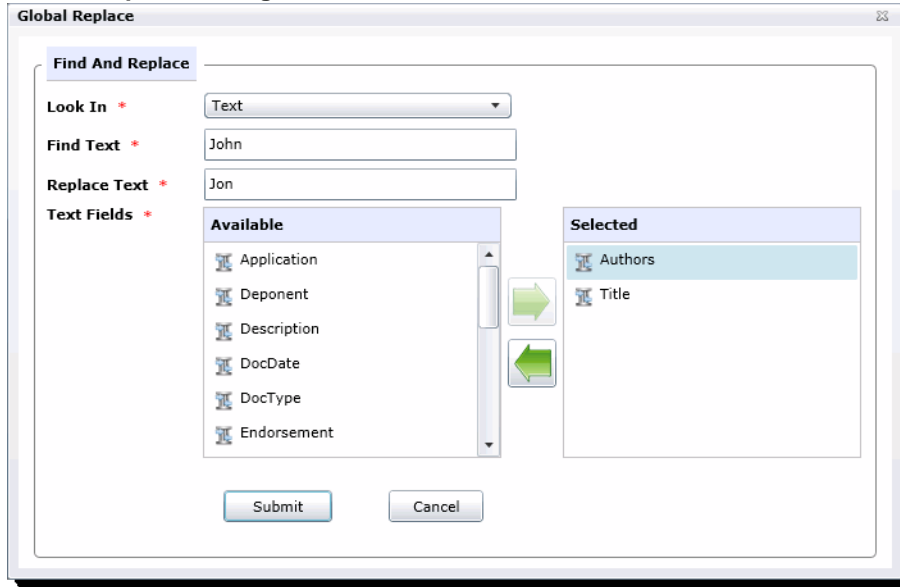 Global Replace
Find And Replace
Look In *
Text
Find Text *
John
Replace Text *
Jon
Text Fields *
Available
Application
Deponent
Description
DocDate
DocType
Endorsement
Selected
Authors
Title
Submit
Cancel